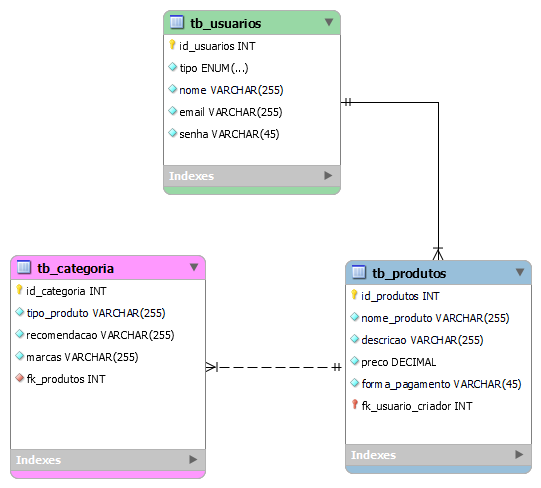 tb_usuarios
id_usuarios INT
tipo ENUM(...)
nome VARCHAR(255)
email VARCHAR(255)
senha VARCHAR(45)
Indexes
tb_categoria
id_categoria INT
tipo_produto VARCHAR(255)
recomendacao VARCHAR(255)
marcas VARCHAR(255)
fk_produtos INT
Indexes
tb_produtos
id_produtos INT
nome_produto VARCHAR(255)
descricao VARCHAR(255)
preco DECIMAL
forma_pagamento VARCHAR(45)
fk_usuario_criador INT
Indexes